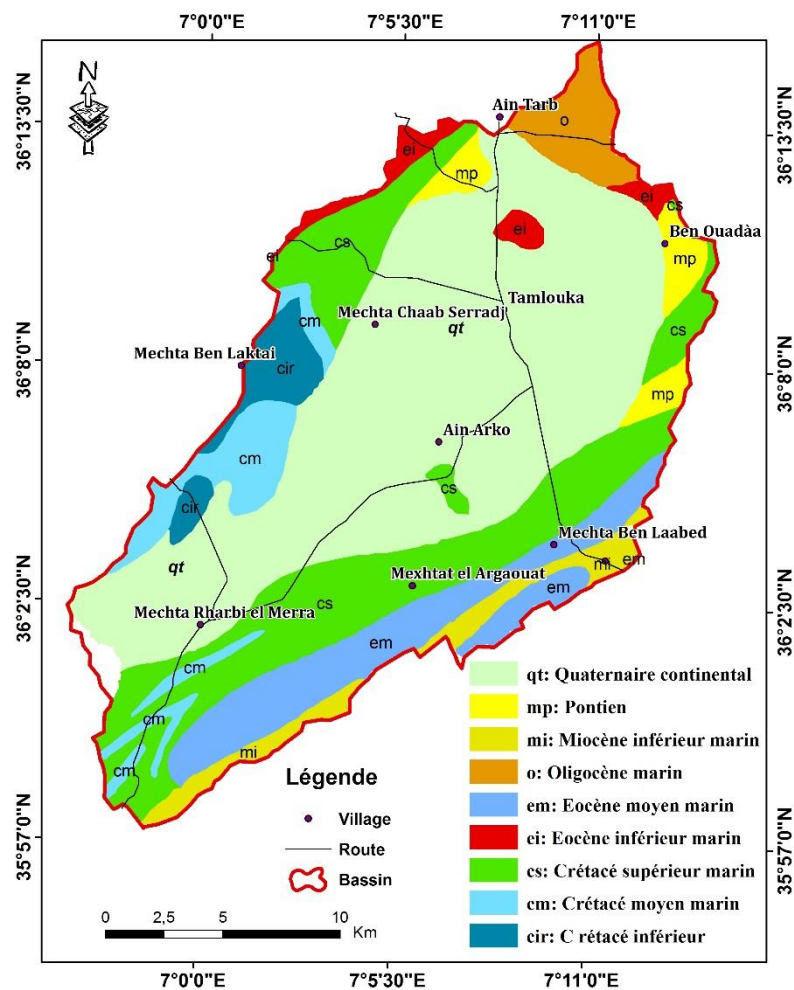 7°0'0"E 7°5'30"E 7°11'0"E
N
36°13'30"N
36°13'30"N
Ain Tarb
o
ei
mp
ei
cs
ei
Ben Ouadàa
cs
ei
mp
Tamlouka
cm
Mechta Chaab Serradj
qt
cs
Mechta Ben Laktai
36°8'0"N
36°8'0"N
cir
mp
Ain Arko
cm
cs
cir
Mechta Ben Laabed
qt
mi
em
Mexhtat el Argaouat
em
36°2'30"N
36°2'30"N
cs
Mechta Rharbi el Merra
em
cm
cm
mi
cm
qt: Quaternaire continental
mp: Pontien
mi: Miocène inférieur marin
o: Oligocène marin
em: Eocène moyen marin
ei: Eocène inférieur marin
cs: Crétacé supérieur marin
cm: Crétacé moyen marin
cir: C rétacé inférieur
Légende
Village
Route
Bassin
35°57'0"N
35°57'0"N
0 2,5 5 10
Km
7°0'0"E 7°5'30"E 7°11'0"E